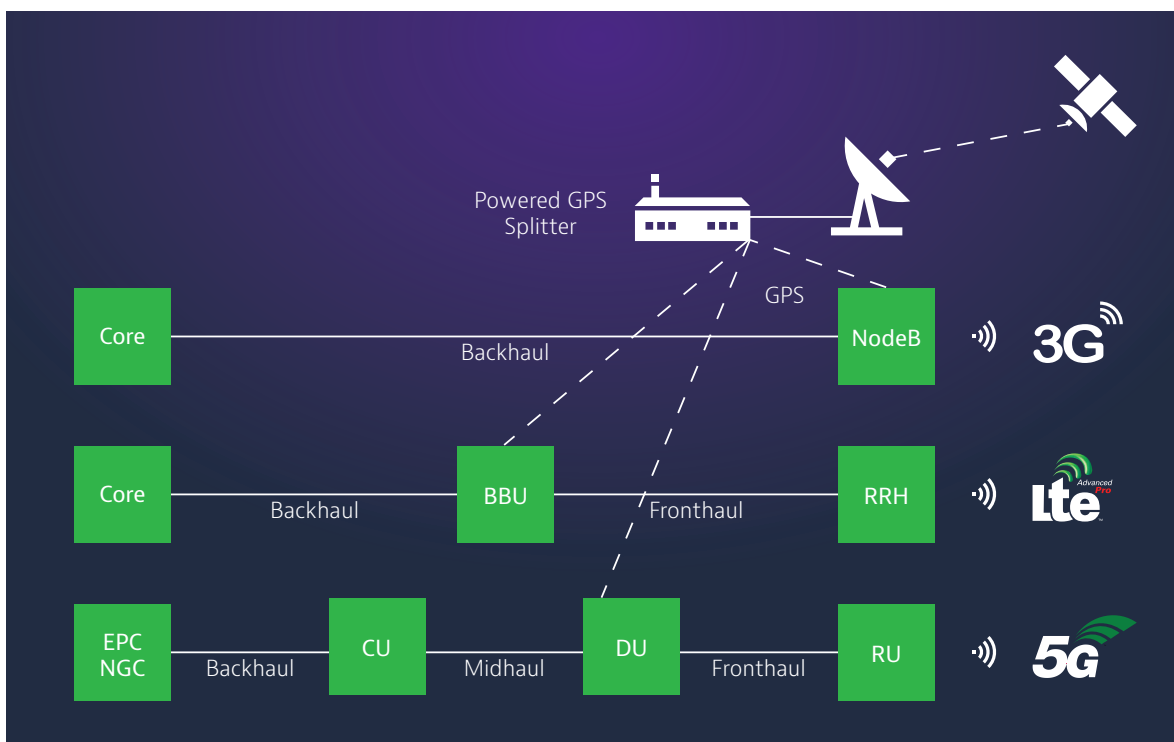 Powered GPS
Splitter
GPS
Core
Backhaul
NodeB
3G
Core
Backhaul
BBU
Fronthaul
RRH
Advanced
Pro
Lte
EPC
NGC
Backhaul
CU
Midhaul
DU
Fronthaul
RU
5G